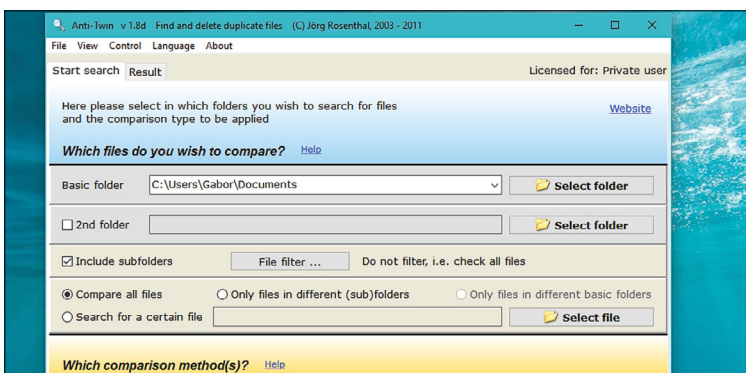 Anti-Twin v 1.8d Find and delete duplicate files (C) Jörg Rosenthal, 2003 - 2011
File View Control Language About
Start search Result Licensed for: Private user
Here please select in which folders you wish to search for files Website
and the comparison type to be applied
Which files do you wish to compare? Help
Basic folder C:\Users\Gabor\Documents Select folder
2nd folder Select folder
Include subfolders File filter ... Do not filter, i.e. check all files
Compare all files Only files in different (sub)folders Only files in different basic folders
Search for a certain file Select file
Which comparison method(s)? Help